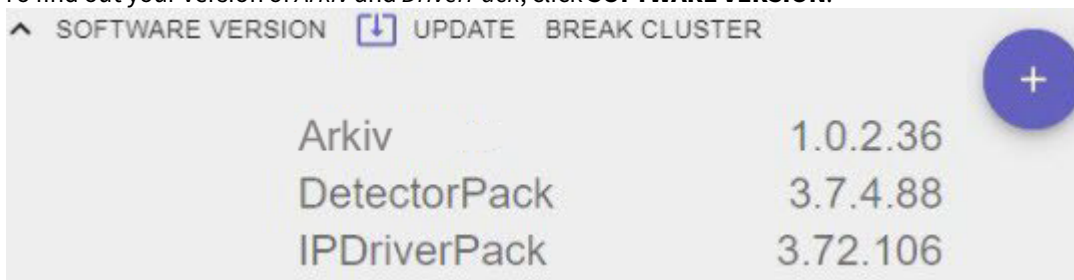 To find out your version of Arkiv and DriverPack, click SOFTWARE VERSION.
SOFTWARE VERSION UPDATE BREAK CLUSTER
+
Arkiv 1.0.2.36
DetectorPack 3.7.4.88
IPDriverPack 3.72.106